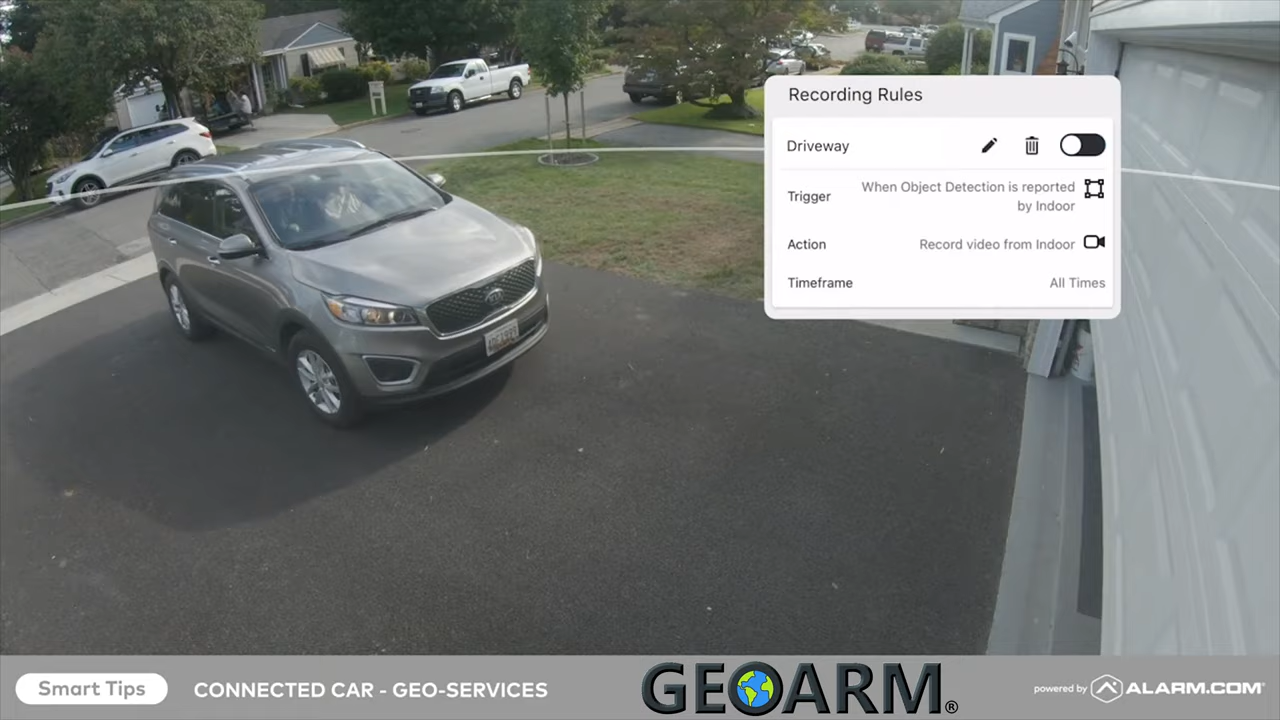 Recording Rules
Driveway
Trigger
When Object Detection is reported
by Indoor
Action
Record video from Indoor
Timeframe
All Times
Smart Tips
CONNECTED CAR - GEO-SERVICES
GEOARM®
powered by ALARM.COM®